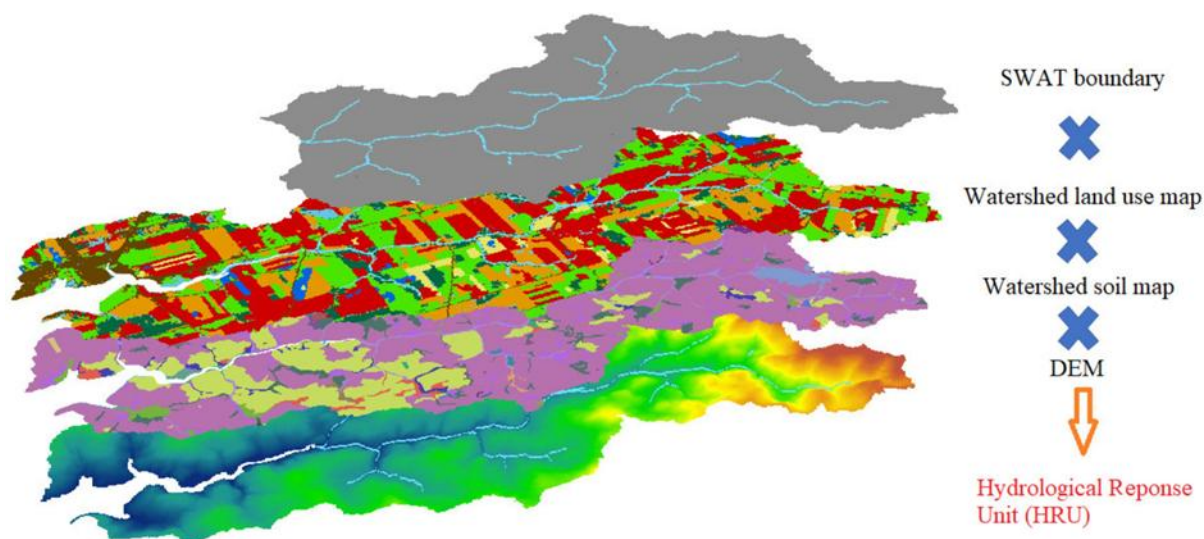 SWAT boundary
Watershed land use map
Watershed soil map
DEM
Hydrological Reponse
Unit (HRU)